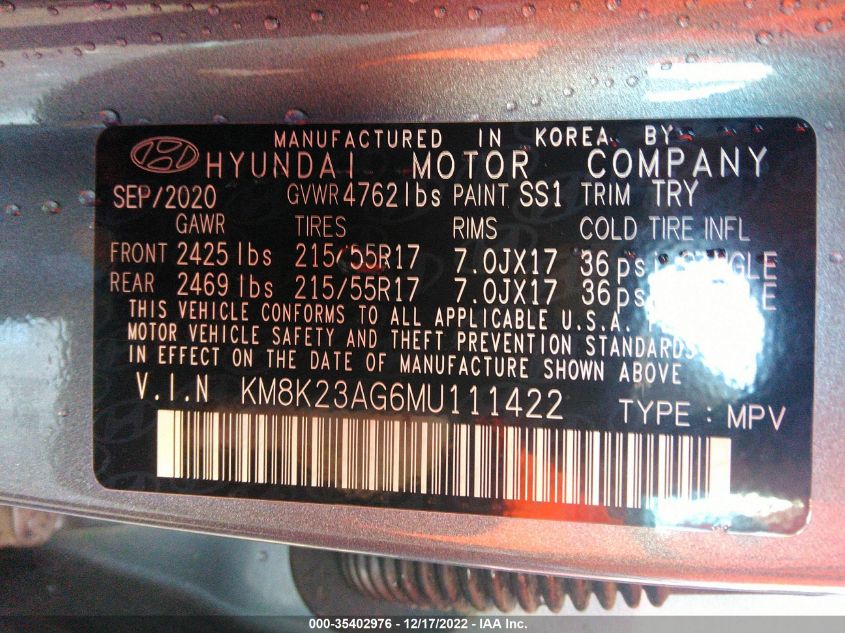 MANUFACTURED IN KOREA BY
HYUNDAI MOTOR COMPANY
SEP/2020 GVWR 4762 lbs PAINT SS1 TRIM TRY
GAWR TIRES RIMS COLD TIRE INFL
FRONT 2425 lbs 215/55R17 7.0JX17 36 psi SINGLE
REAR 2469 lbs 215/55R17 7.0JX17 36 psi
THIS VEHICLE CONFORMS TO ALL APPLICABLE U.S.A.
MOTOR VEHICLE SAFETY AND THEFT PREVENTION STANDARDS
IN EFFECT ON THE DATE OF MANUFACTURE SHOWN ABOVE
V.I.N KM8K23AG6MU111422 TYPE : MPV
000-35402976 - 12/17/2022 - IAA Inc.